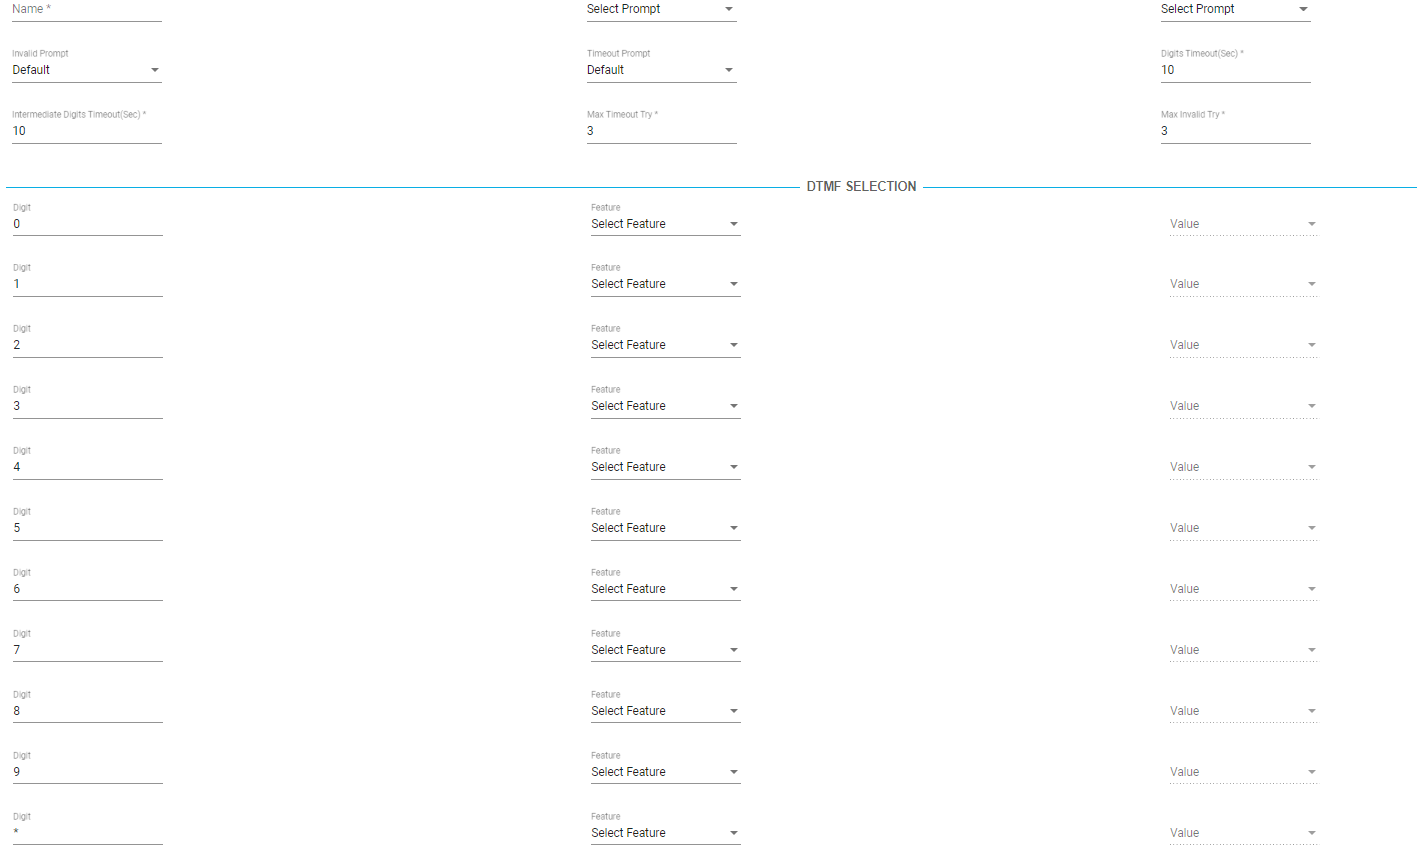 Name * Select Prompt Select Prompt
Invalid Prompt Timeout Prompt Digits Timeout(Sec) *
Default Default 10
Intermediate Digits Timeout(Sec) * Max Timeout Try * Max Invalid Try *
10 3 3
DTMF SELECTION
Digit Feature
0 Select Feature Value
Digit Feature
1 Select Feature Value
Digit Feature
2 Select Feature Value
Digit Feature
3 Select Feature Value
Digit Feature
4 Select Feature Value
Digit Feature
5 Select Feature Value
Digit Feature
6 Select Feature Value
Digit Feature
7 Select Feature Value
Digit Feature
8 Select Feature Value
Digit Feature
9 Select Feature Value
Digit Feature
* Select Feature Value